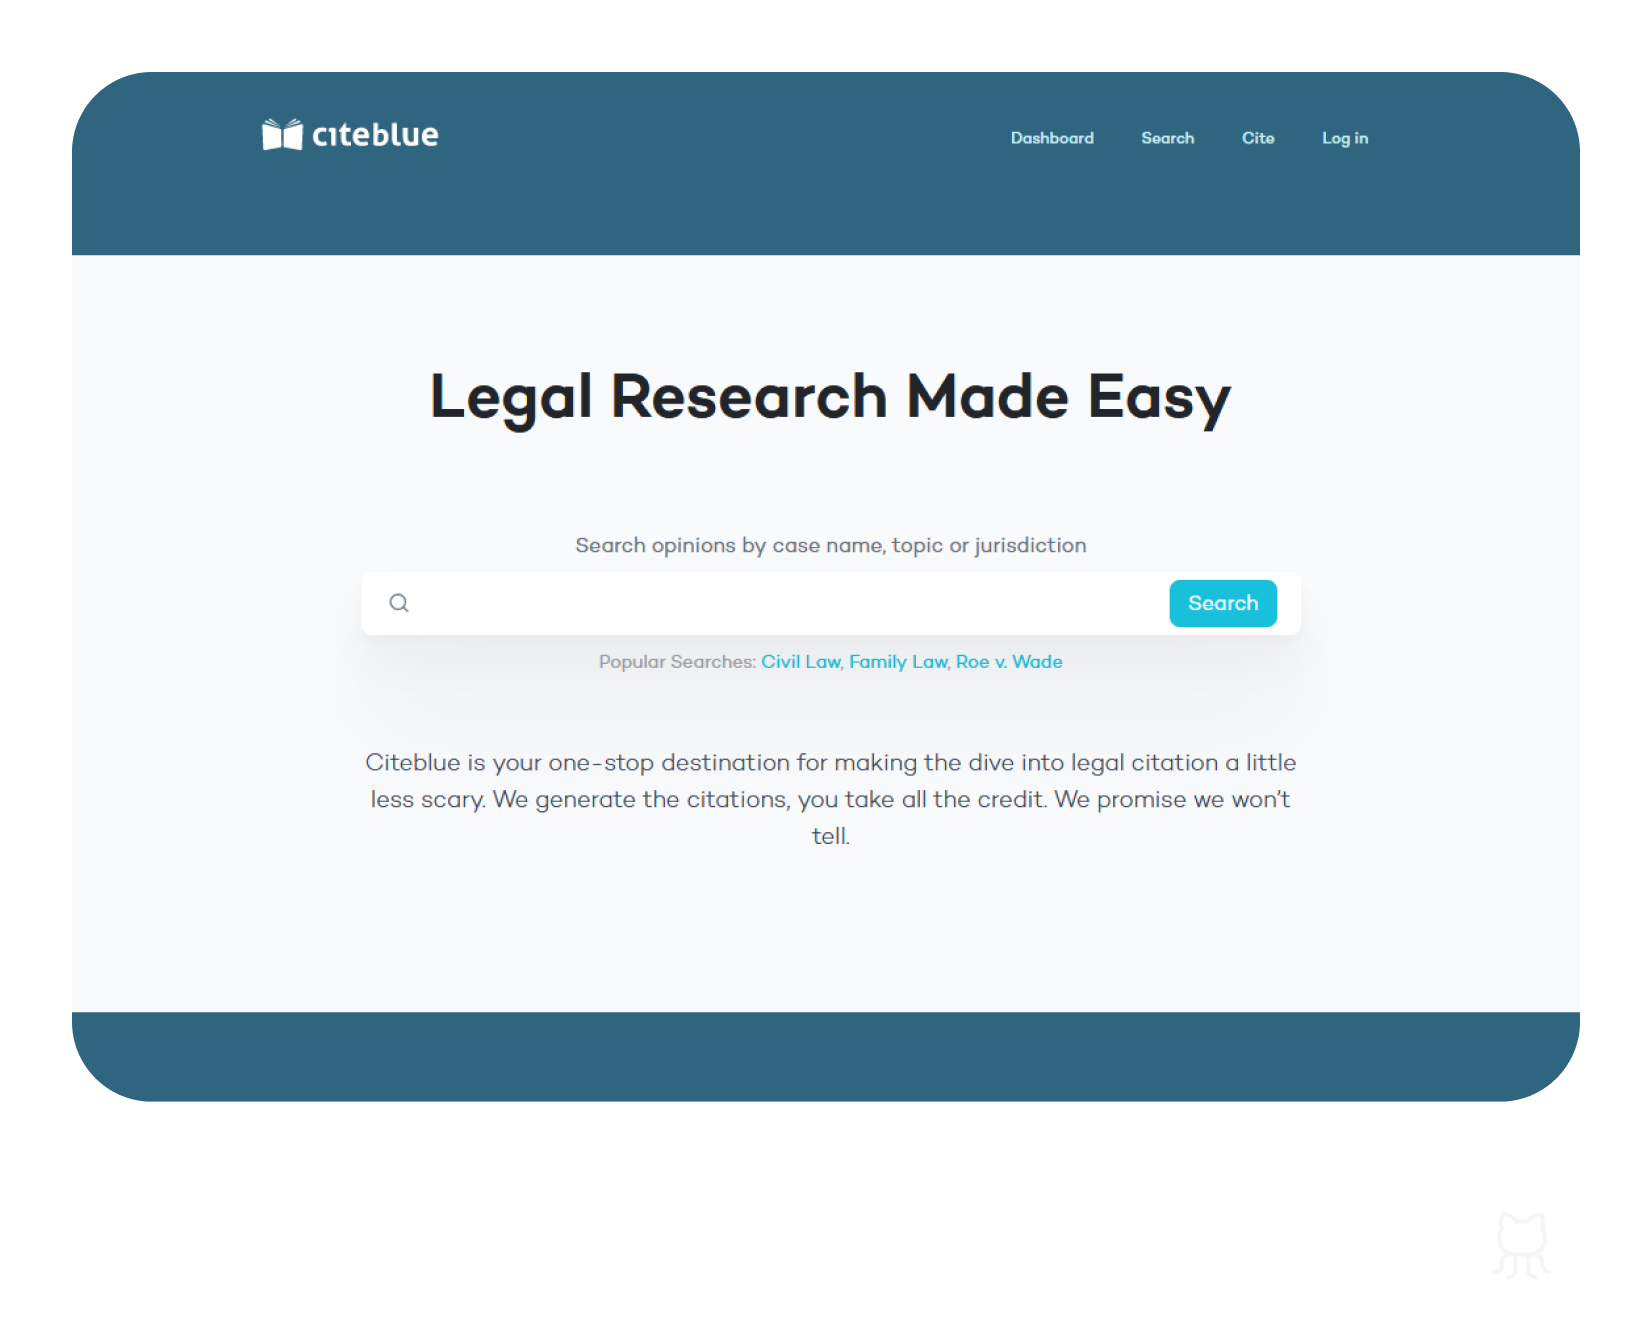 citeblue
Dashboard Search Cite Log in
Legal Research Made Easy
Search opinions by case name, topic or jurisdiction
Search
Popular Searches: Civil Law, Family Law, Roe v. Wade
Citeblue is your one-stop destination for making the dive into legal citation a little
less scary. We generate the citations, you take all the credit. We promise we won't
tell.